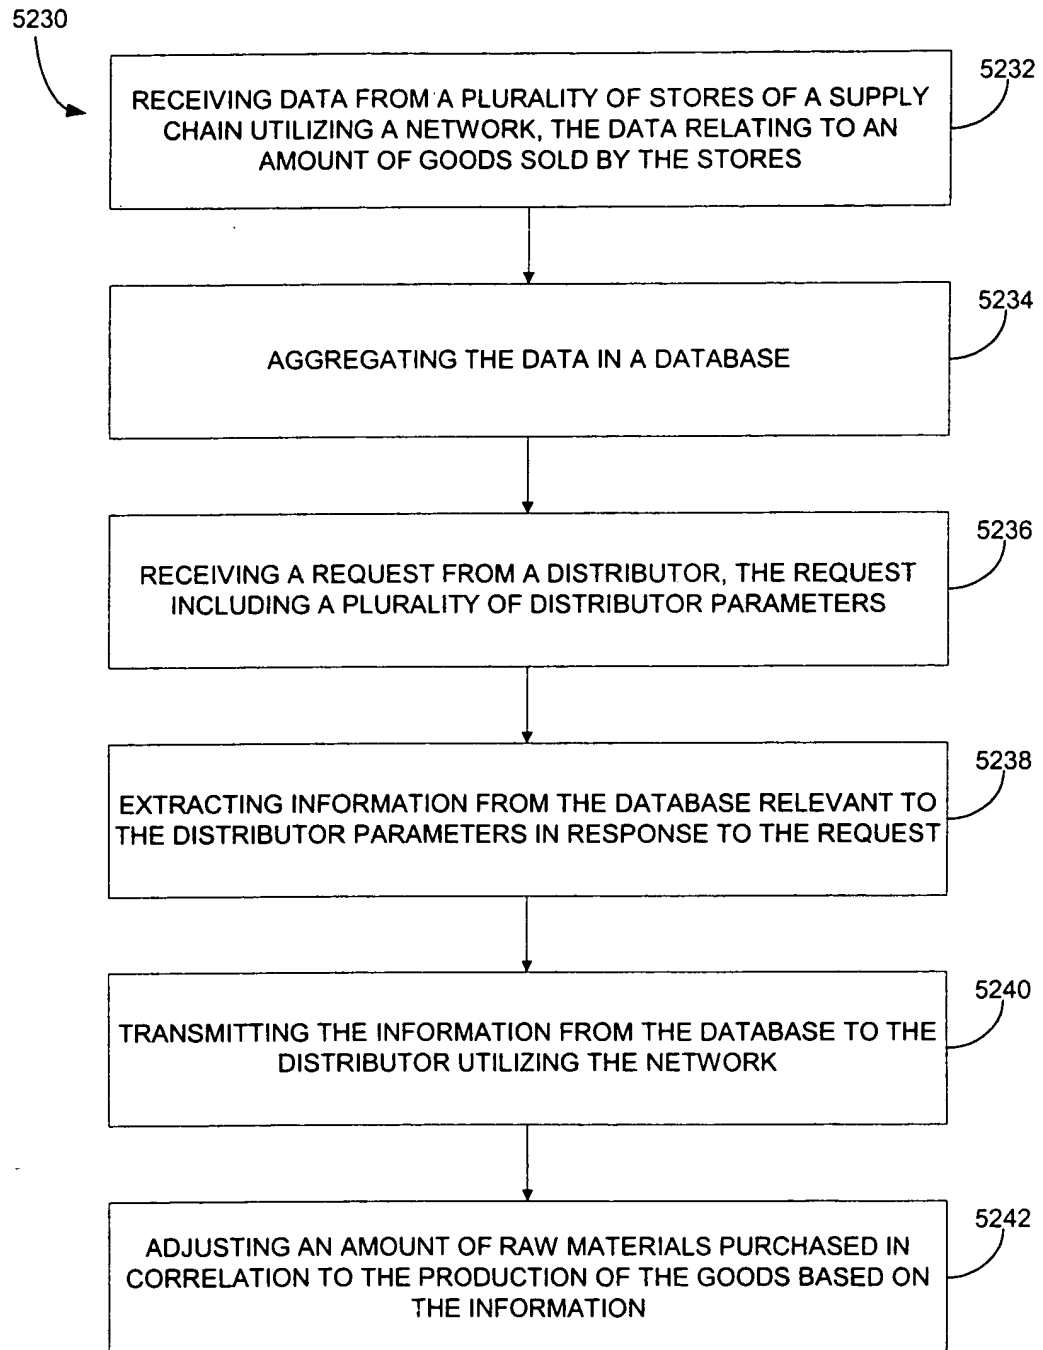 5230
5232
RECEIVING DATA FROM A PLURALITY OF STORES OF A SUPPLY
CHAIN UTILIZING A NETWORK, THE DATA RELATING TO AN
AMOUNT OF GOODS SOLD BY THE STORES
5234
AGGREGATING THE DATA IN A DATABASE
5236
RECEIVING A REQUEST FROM A DISTRIBUTOR, THE REQUEST
INCLUDING A PLURALITY OF DISTRIBUTOR PARAMETERS
5238
EXTRACTING INFORMATION FROM THE DATABASE RELEVANT TO
THE DISTRIBUTOR PARAMETERS IN RESPONSE TO THE REQUEST
5240
TRANSMITTING THE INFORMATION FROM THE DATABASE TO THE
DISTRIBUTOR UTILIZING THE NETWORK
5242
ADJUSTING AN AMOUNT OF RAW MATERIALS PURCHASED IN
CORRELATION TO THE PRODUCTION OF THE GOODS BASED ON
THE INFORMATION